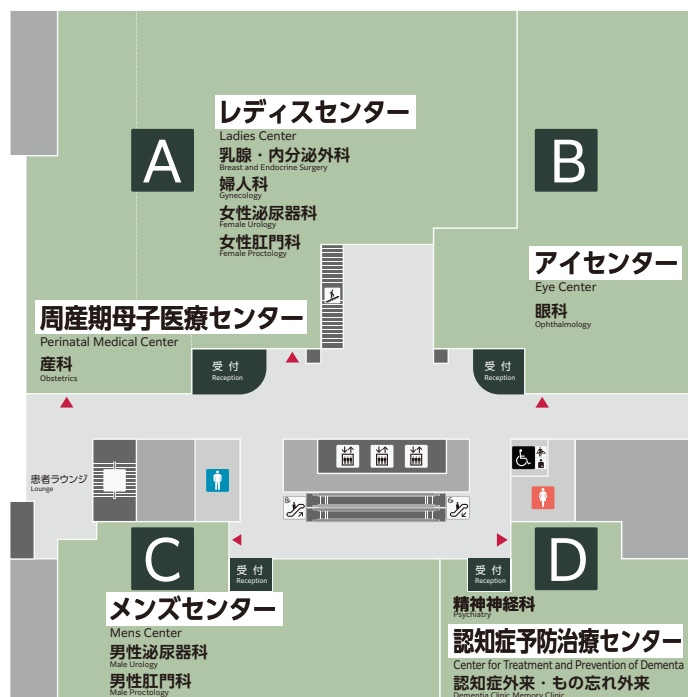 A
レディスセンター
Ladies Center
乳腺・内分泌外科
Breast and Endocrine Surgery
婦人科
Gynecology
女性泌尿器科
Female Urology
女性肛門科
Female Proctology
B
アイセンター
Eye Center
眼科
Ophthalmology
周産期母子医療センター
Perinatal Medical Center
産科
Obstetrics
受付
Reception
受付
Reception
患者ラウンジ
Lounge
8F
6F
C
受付
Reception
メンズセンター
Mens Center
男性泌尿器科
Male Urology
男性肛門科
Male Proctology
受付
Reception
D
精神神経科
Psychiatry
認知症予防治療センター
Center for Treatment and Prevention of Dementa
認知症外来・もの忘れ外来
Dementia Clinic Memory Clinic